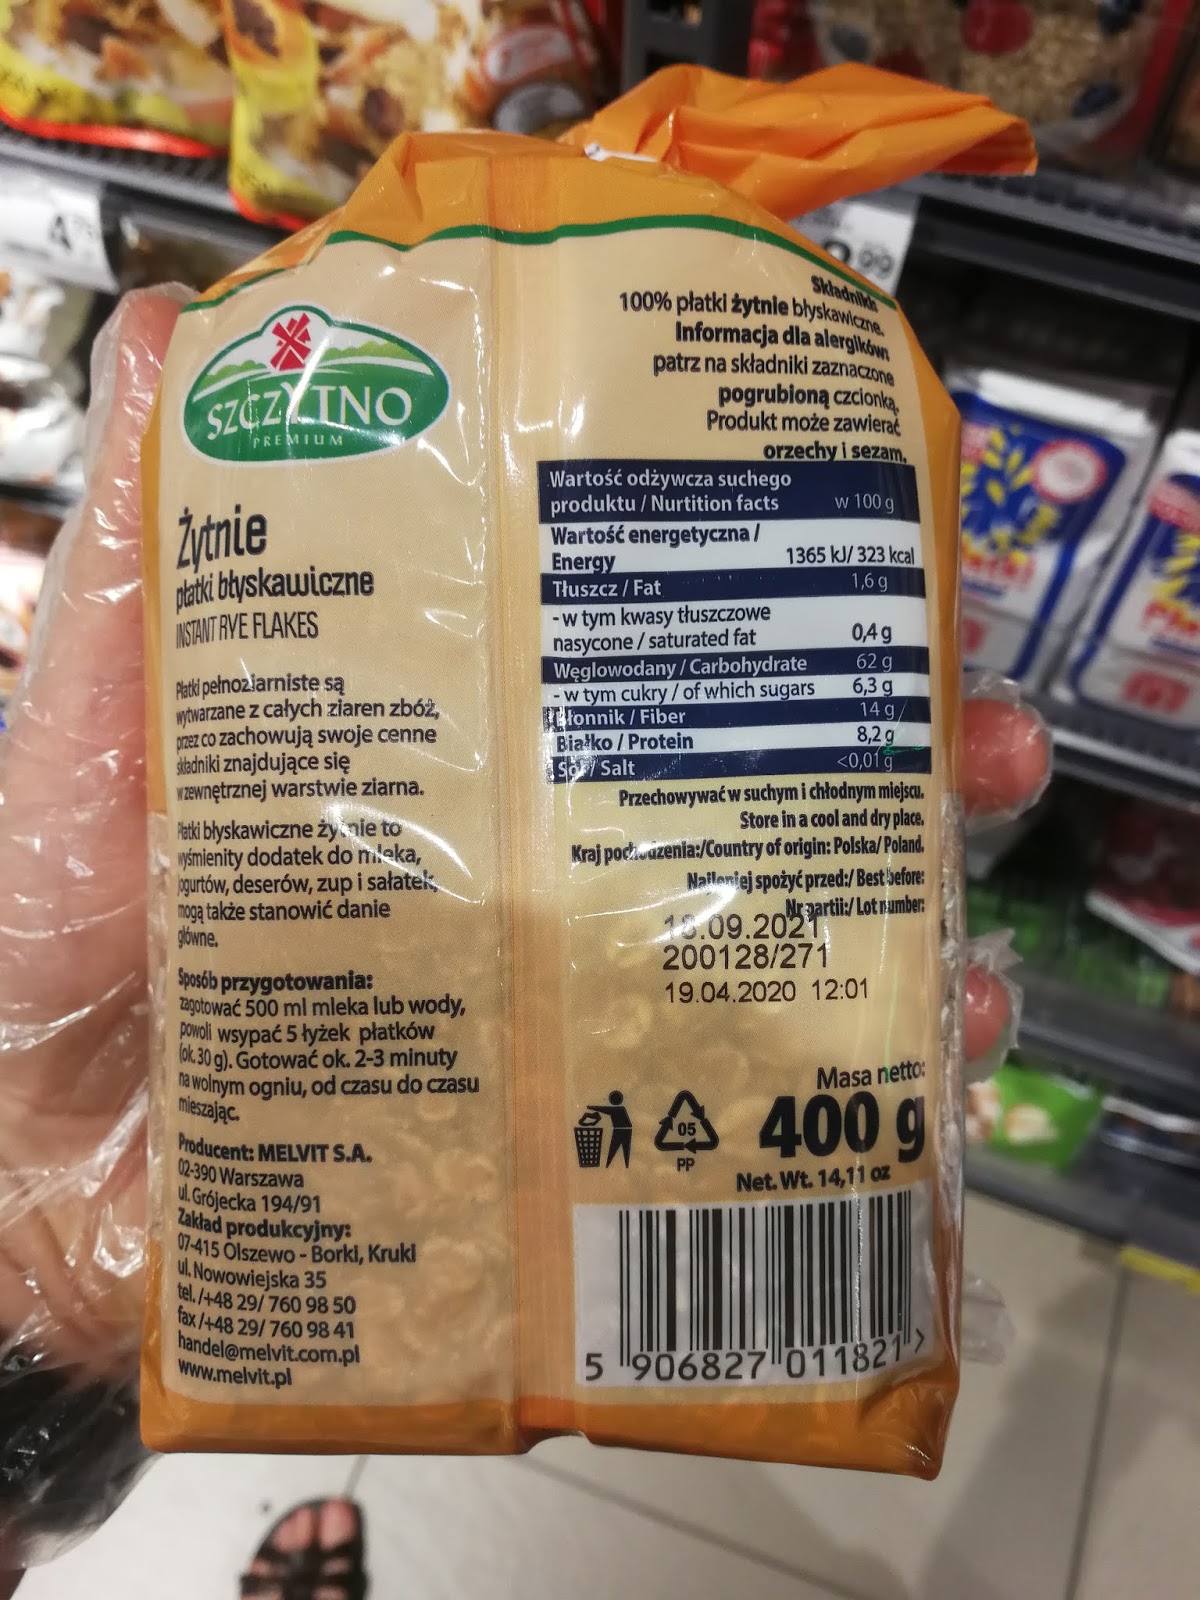 SZCZYTNO
PREMIUM
Żytnie
płatki błyskawiczne
INSTANT RYE FLAKES
Płatki pełnoziarniste są
wytwarzane z całych ziaren zbóż,
przez co zachowują swoje cenne
składniki znajdujące się
w zewnętrznej warstwie ziarna.
Płatki błyskawiczne żytnie to
wyśmienity dodatek do mleka,
jogurtów, deserów, zup i sałatek,
mogą także stanowić danie
główne.
Sposób przygotowania:
zagotować 500 ml mleka lub wody,
powoli wsypać 5 łyżek płatków
(ok. 30 g). Gotować ok. 2-3 minuty
na wolnym ogniu, od czasu do czasu
mieszając.
Producent: MELVIT S.A.
02-390 Warszawa
ul. Grójecka 194/91
Zakład produkcyjny:
07-415 Olszewo - Borki, Kruki
ul. Nowowiejska 35
tel. /+48 29/ 760 98 50
fax /+48 29/ 760 98 41
handel@melvit.com.pl
www.melvit.pl
Składniki:
100% płatki żytnie błyskawiczne.
Informacja dla alergików:
patrz na składniki zaznaczone
pogrubioną czcionką.
Produkt może zawierać
orzechy i sezam.
Wartość odżywcza suchego
produktu / Nurtition facts w 100 g
Wartość energetyczna /
Energy 1365 kJ/ 323 kcal
Tłuszcz / Fat 1,6 g
- w tym kwasy tłuszczowe
nasycone / saturated fat 0,4 g
Węglowodany / Carbohydrate 62 g
- w tym cukry / of which sugars 6,3 g
Błonnik / Fiber 14 g
Białko / Protein 8,2 g
Sól / Salt <0,01 g
Przechowywać w suchym i chłodnym miejscu.
Store in a cool and dry place.
Kraj pochodzenia:/Country of origin: Polska/ Poland.
Najlepiej spożyć przed:/ Best before:
Nr partii:/ Lot number:
18.09.2021
200128/271
19.04.2020 12:01
Masa netto:
400 g
Net. Wt. 14,11 oz
05
PP
5 906827 011821 >